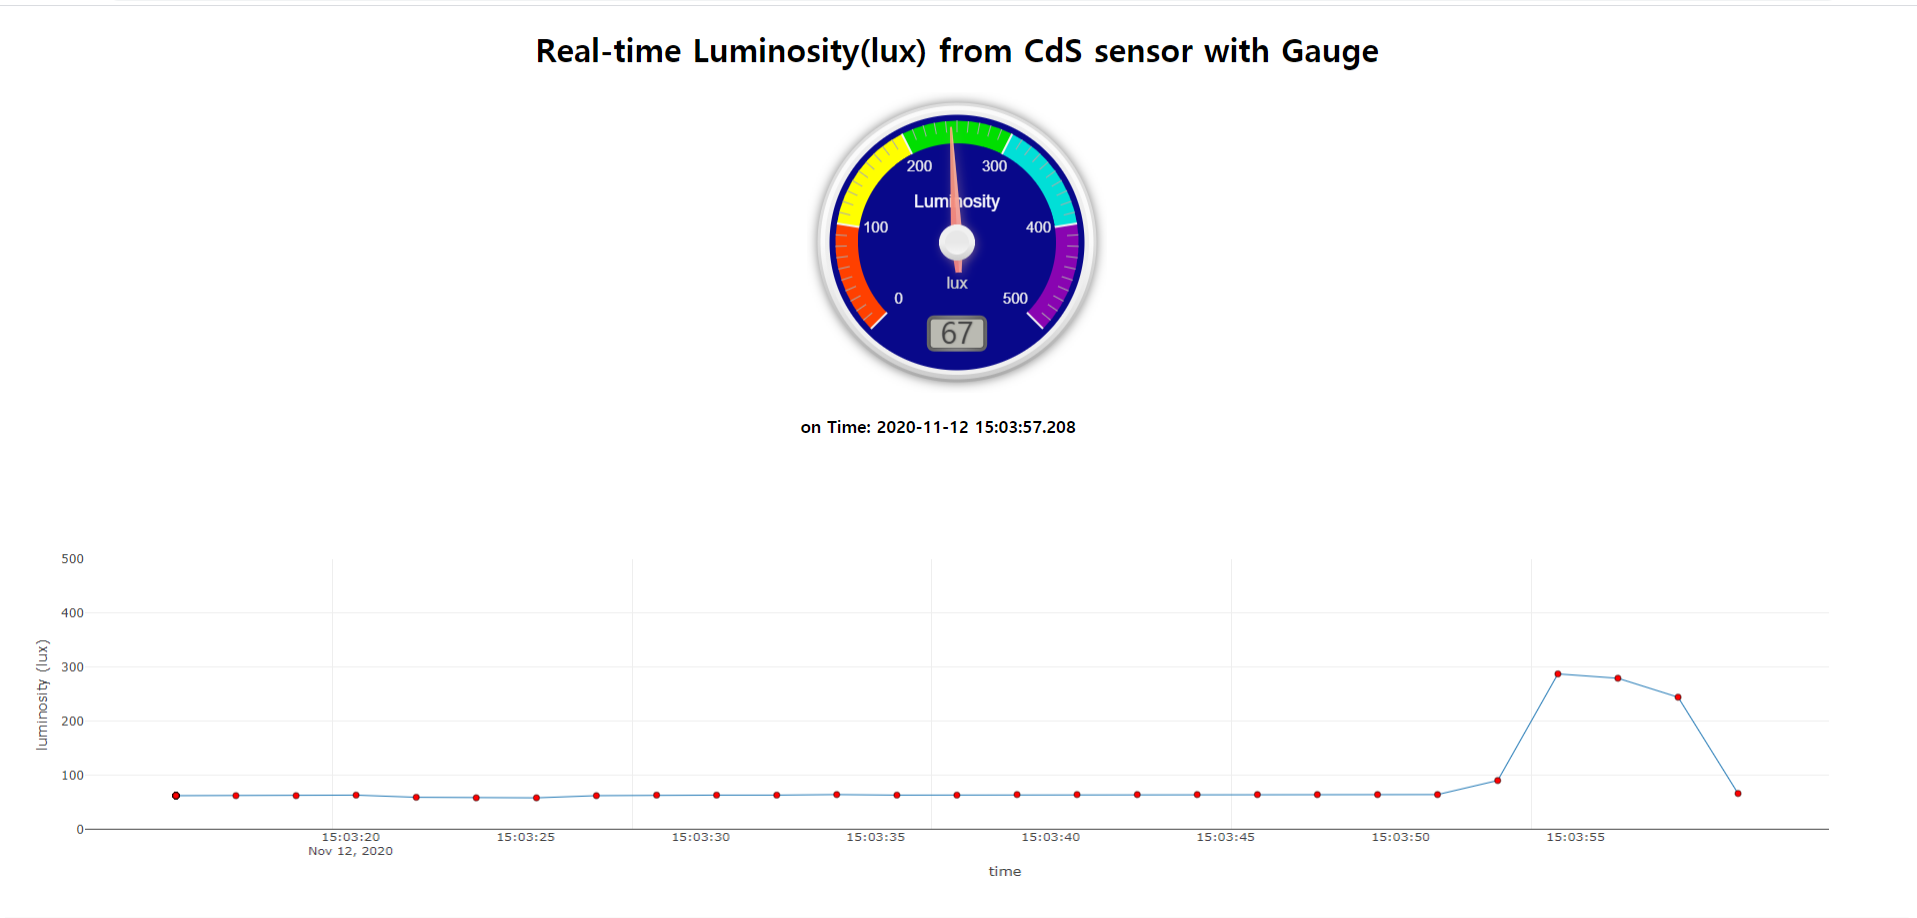 Real-time Luminosity(lux) from CdS sensor with Gauge
200 300
Luminosity
100 400
lux
0 500
67
on Time: 2020-11-12 15:03:57.208
500
400
300
200
100
0
luminosity (lux)
15:03:20 15:03:25 15:03:30 15:03:35 15:03:40 15:03:45 15:03:50 15:03:55
Nov 12, 2020
time